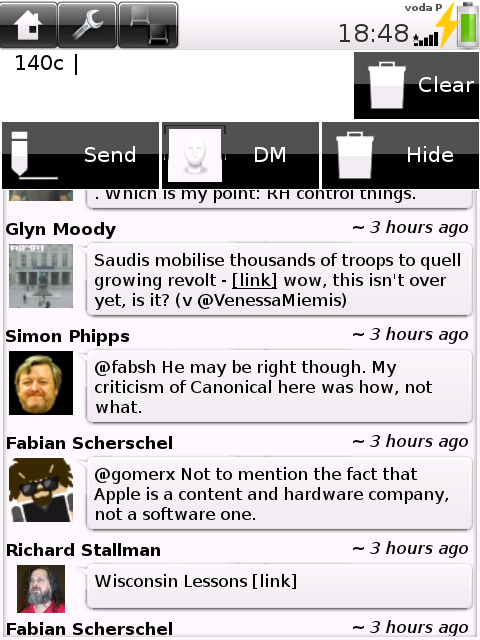 voda P
18:48
140c |
Clear
Send
DM
Hide
. Which is my point: RH control things.
Glyn Moody
~ 3 hours ago
Saudis mobilise thousands of troops to quell
growing revolt - [link] wow, this isn't over
yet, is it? (v @VenessaMiemis)
Simon Phipps
~ 3 hours ago
@fabsh He may be right though. My
criticism of Canonical here was how, not
what.
Fabian Scherschel
~ 3 hours ago
@gomerx Not to mention the fact that
Apple is a content and hardware company,
not a software one.
Richard Stallman
~ 3 hours ago
Wisconsin Lessons [link]
Fabian Scherschel
~ 3 hours ago